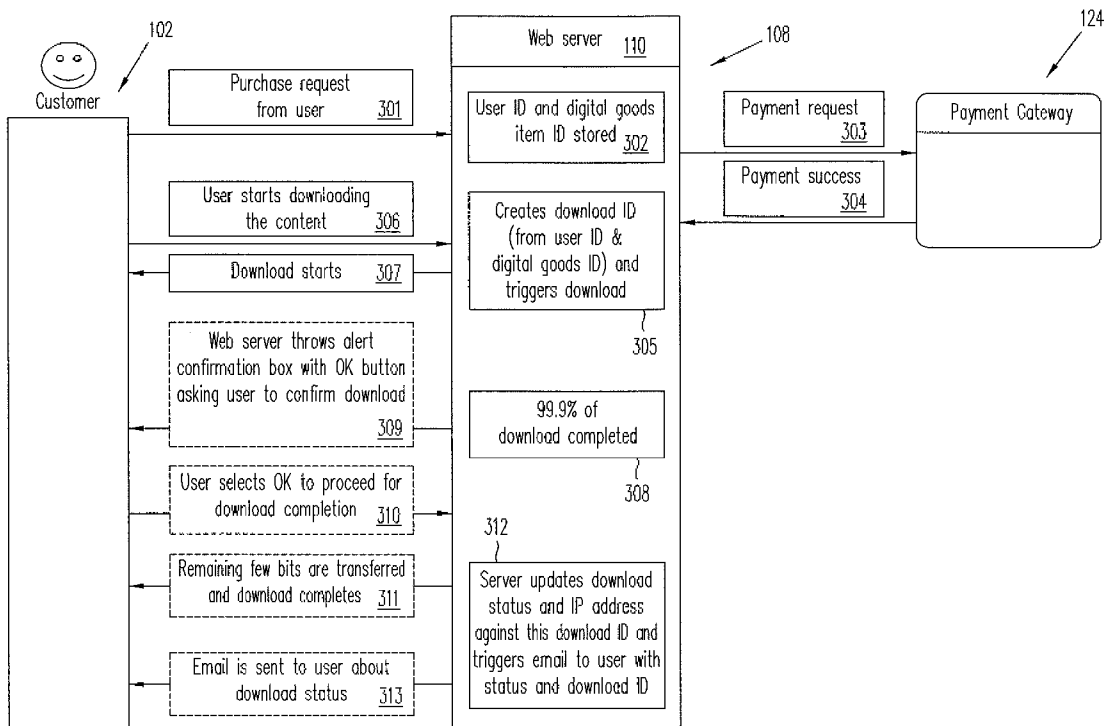 102
Customer
Web server 110
108
124
Purchase request
from user 301
User ID and digital goods
item ID stored 302
Payment request
303
Payment Gateway
Payment success
304
User starts downloading
the content 306
Creates download ID
(from user ID &
digital goods ID) and
triggers download
305
Download starts 307
Web server throws alert
confirmation box with OK button
asking user to confirm download
309
99.9% of
download completed
308
User selects OK to proceed for
download completion 310
312
Remaining few bits are transferred
and download completes 311
Server updates download
status and IP address
against this download ID and
triggers email to user with
status and download ID
Email is sent to user about
download status 313